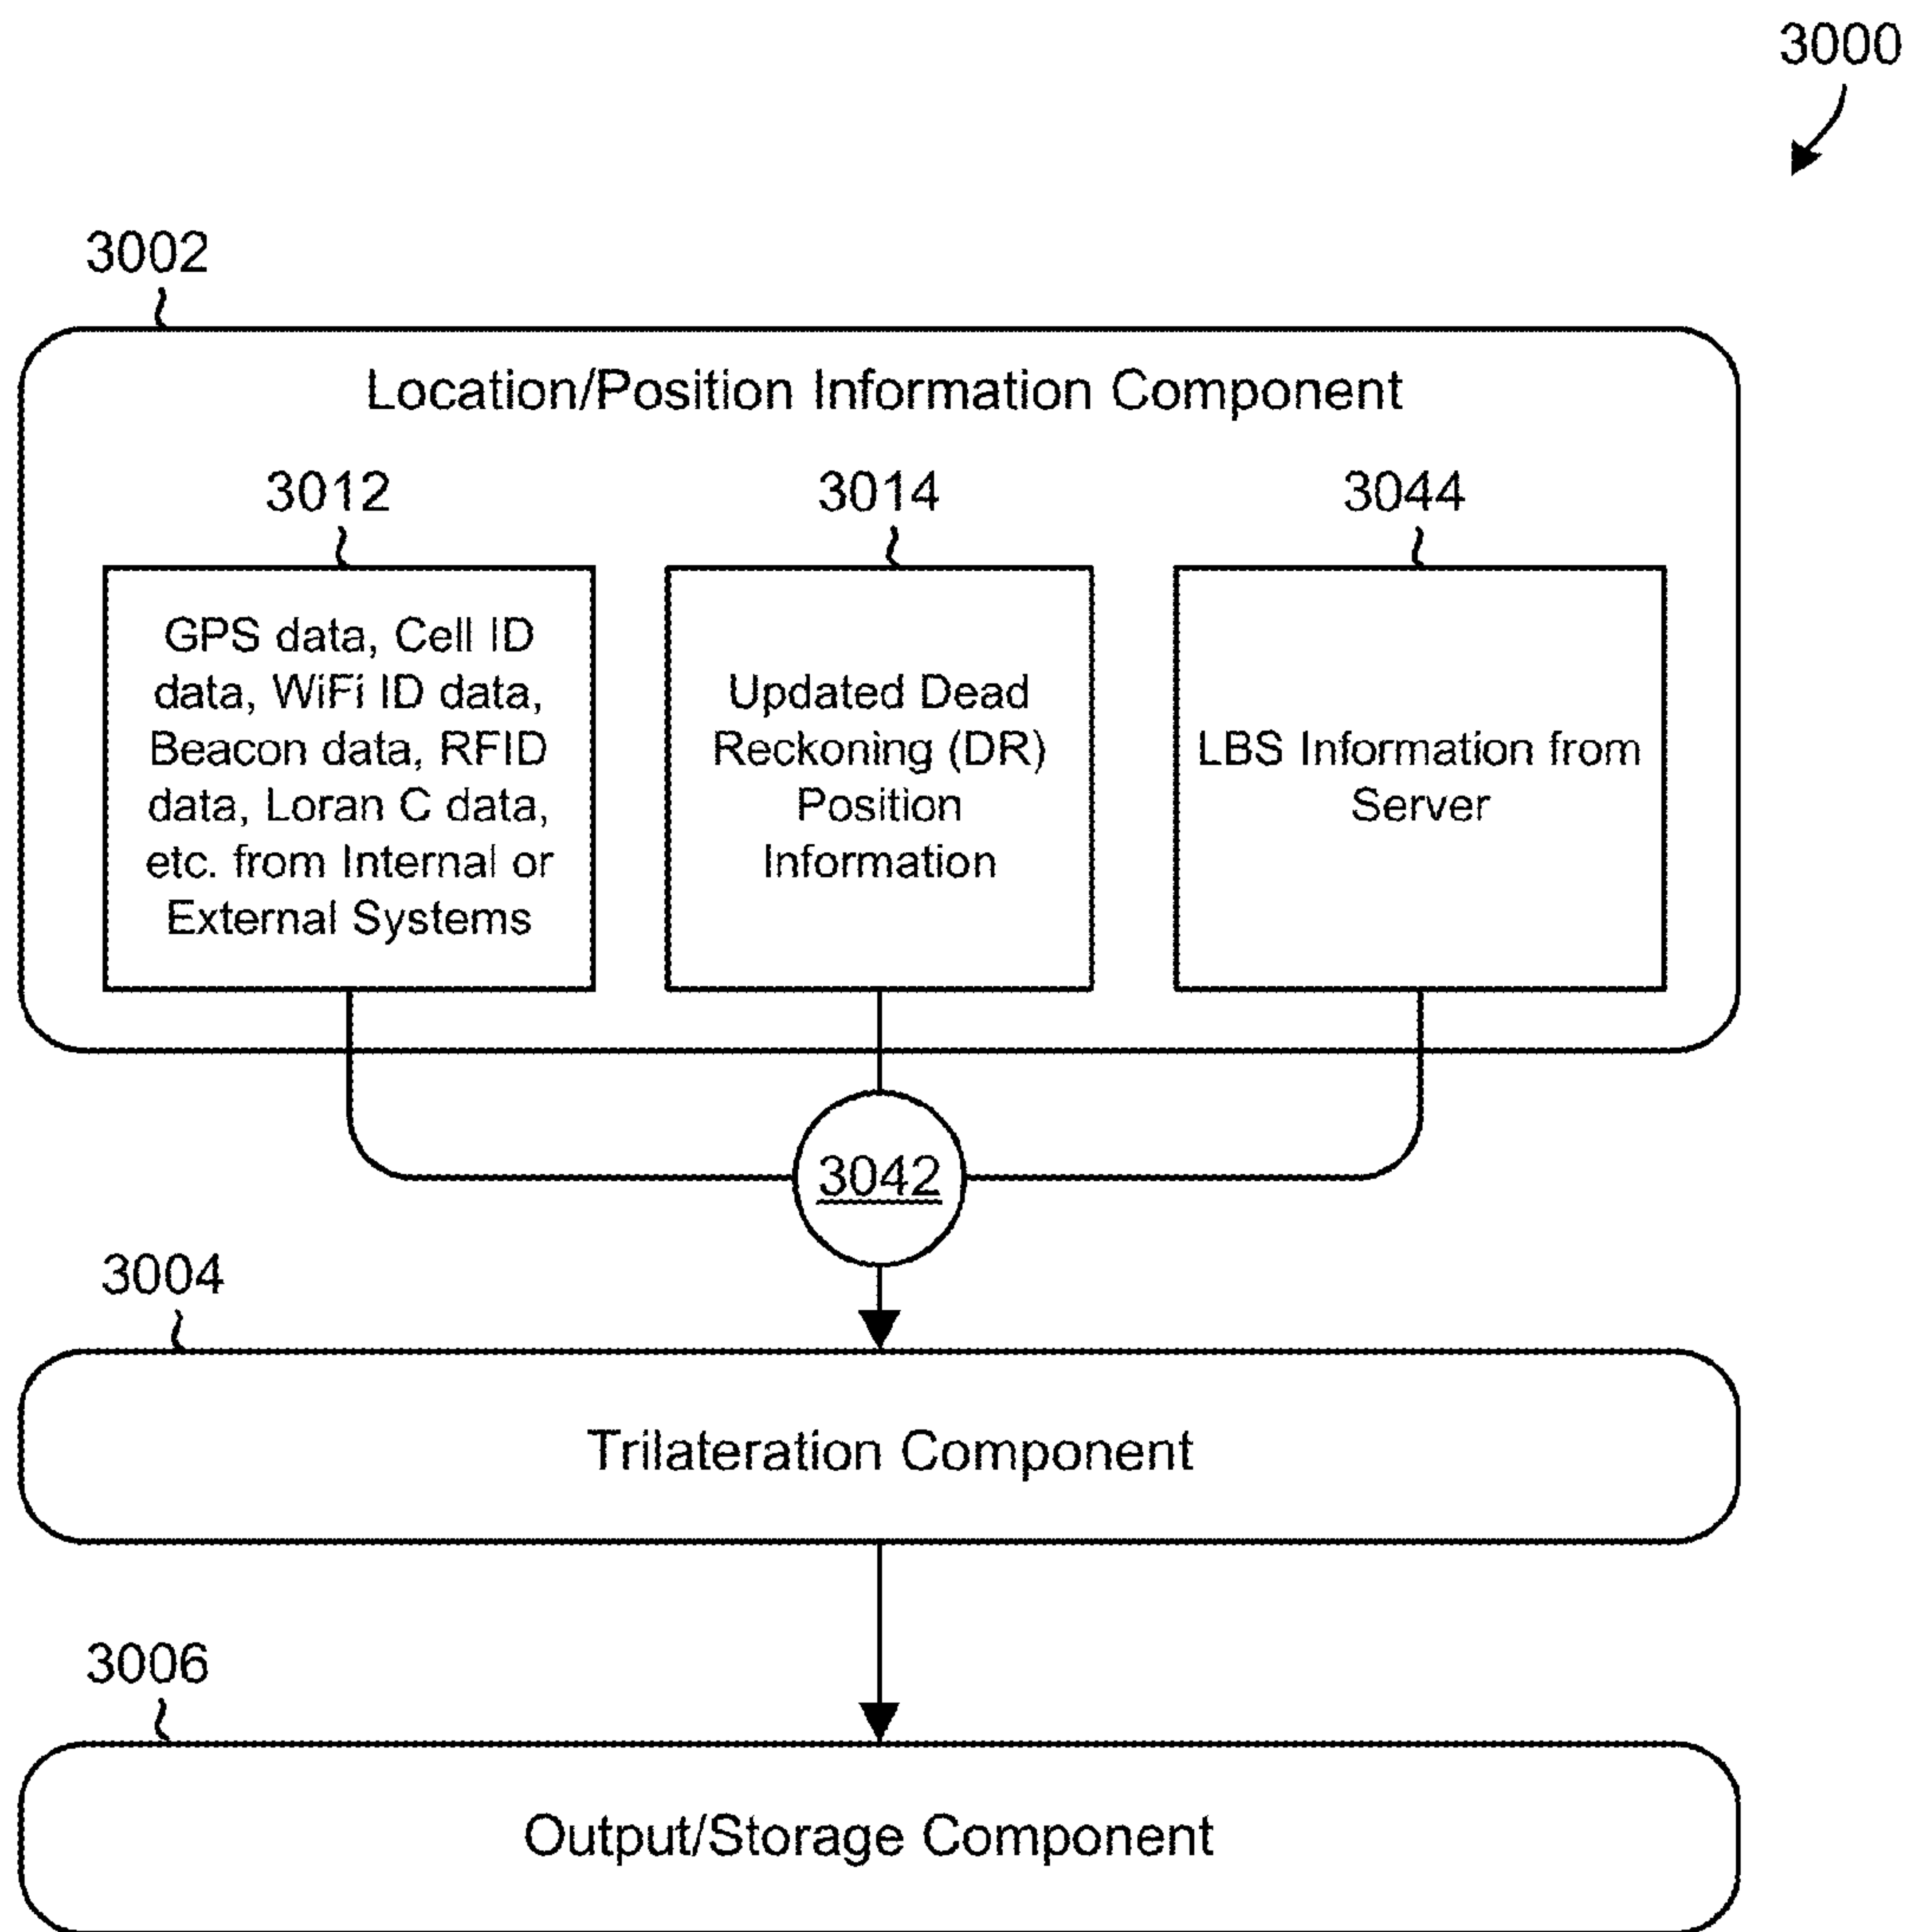 3000
3002
Location/Position Information Component
3012
3014
3044
GPS data, Cell ID
data, WiFi ID data,
Beacon data, RFID
data, Loran C data,
etc. from Internal or
External Systems
Updated Dead
Reckoning (DR)
Position
Information
LBS Information from
Server
3042
3004
Trilateration Component
3006
Output/Storage Component